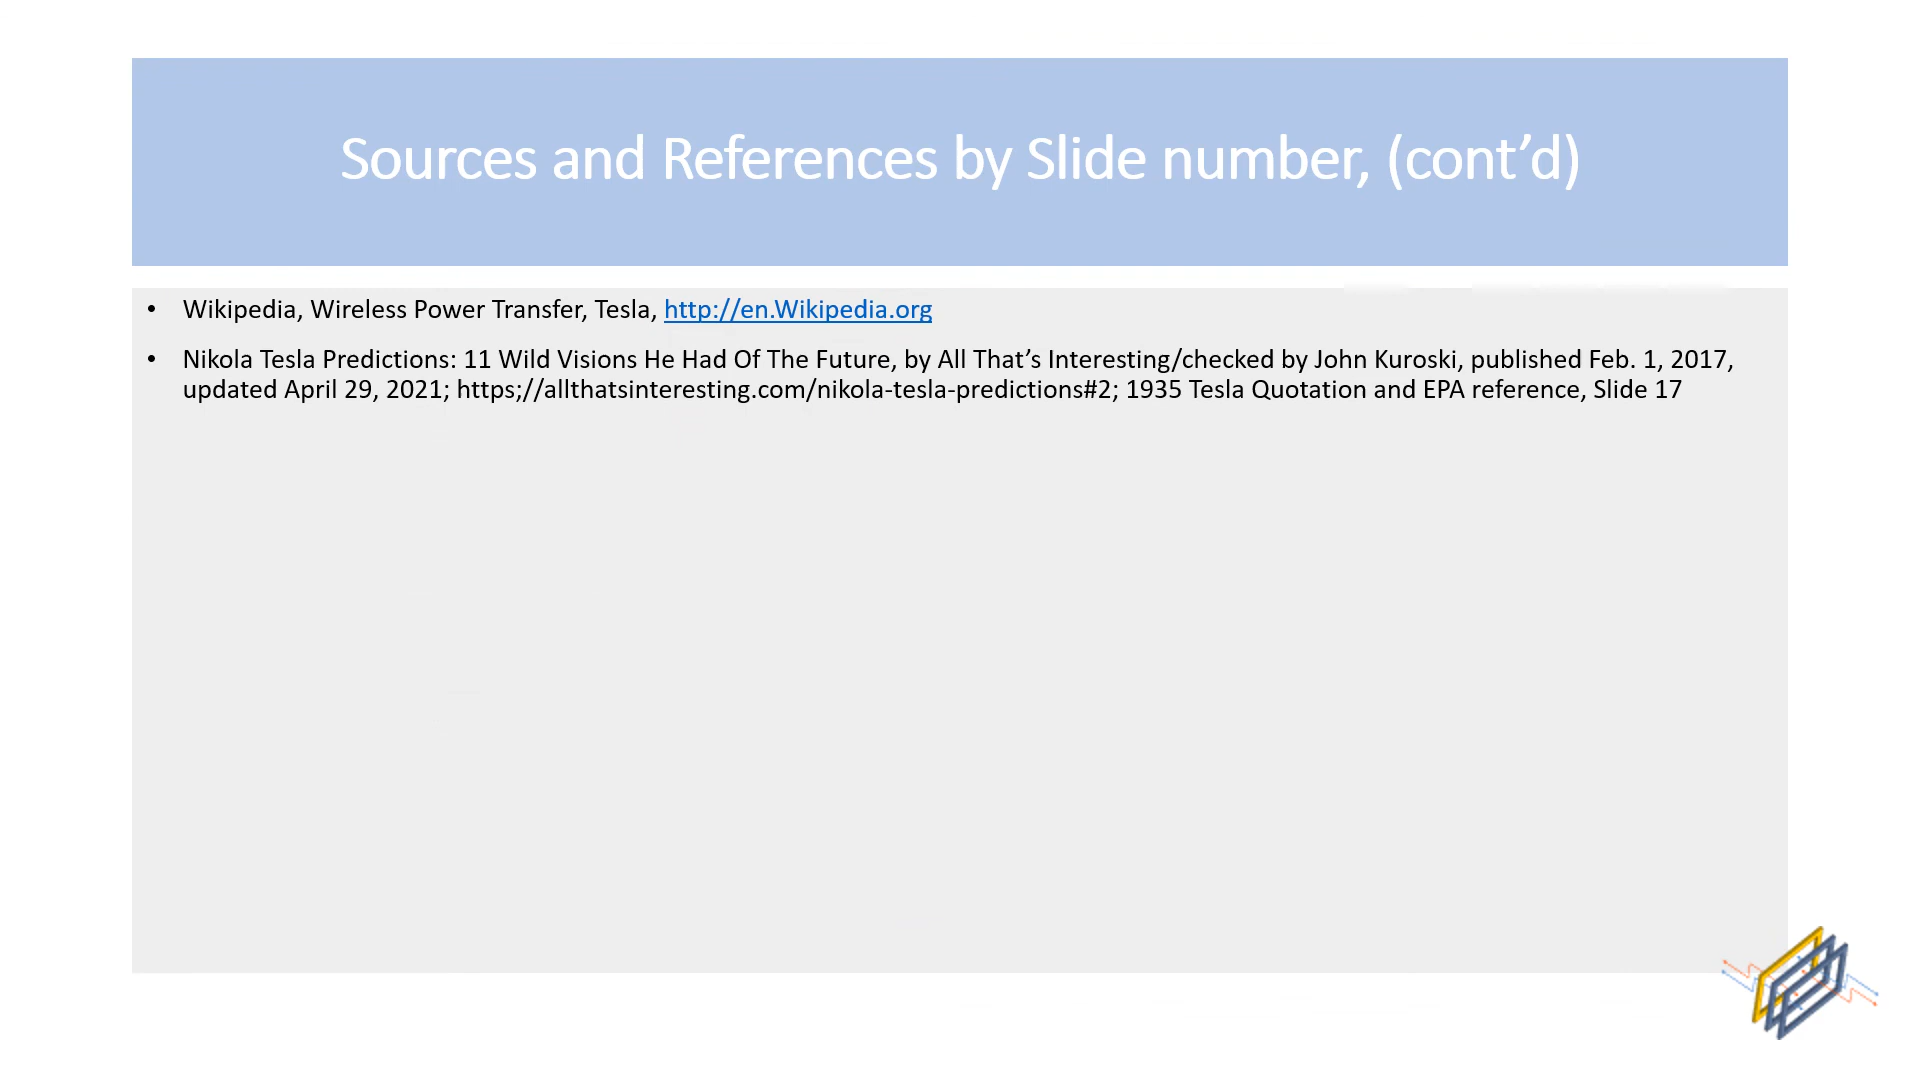 Sources and References by Slide number, (cont’d)
• Wikipedia, Wireless Power Transfer, Tesla, http://en.Wikipedia.org
• Nikola Tesla Predictions: 11 Wild Visions He Had Of The Future, by All That’s Interesting/checked by John Kuroski, published Feb. 1, 2017,
updated April 29, 2021; https;//allthatsinteresting.com/nikola-tesla-predictions#2; 1935 Tesla Quotation and EPA reference, Slide 17